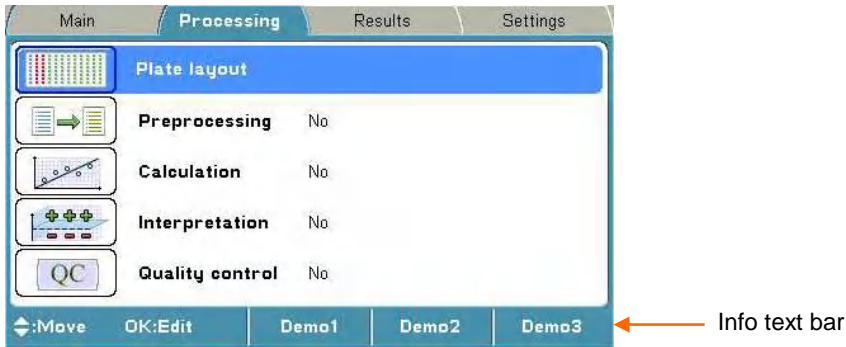 Main Processing Results Settings
Plate layout
Preprocessing No
Calculation No
Interpretation No
QC Quality control No
:Move OK:Edit Demo1 Demo2 Demo3 Info text bar